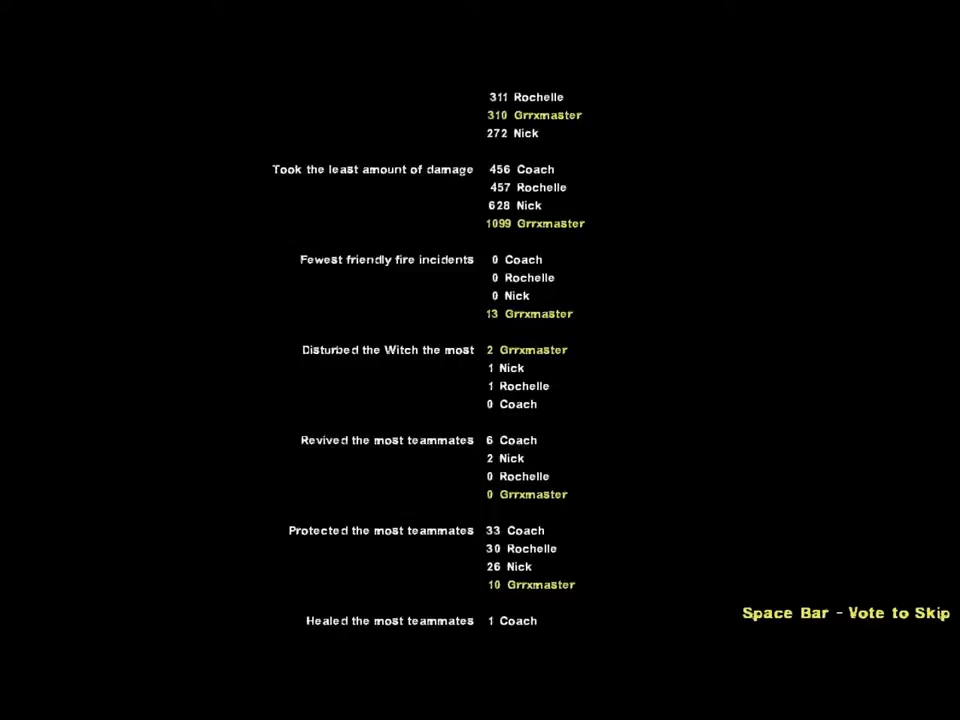 311 Rochelle
310 Grrxmaster
272 Nick
Took the least amount of damage 456 Coach
457 Rochelle
628 Nick
1099 Grrxmaster
Fewest friendly fire incidents 0 Coach
0 Rochelle
0 Nick
13 Grrxmaster
Disturbed the Witch the most 2 Grrxmaster
1 Nick
1 Rochelle
0 Coach
Revived the most teammates 6 Coach
2 Nick
0 Rochelle
0 Grrxmaster
Protected the most teammates 33 Coach
30 Rochelle
26 Nick
10 Grrxmaster
Healed the most teammates 1 Coach
Space Bar - Vote to Skip